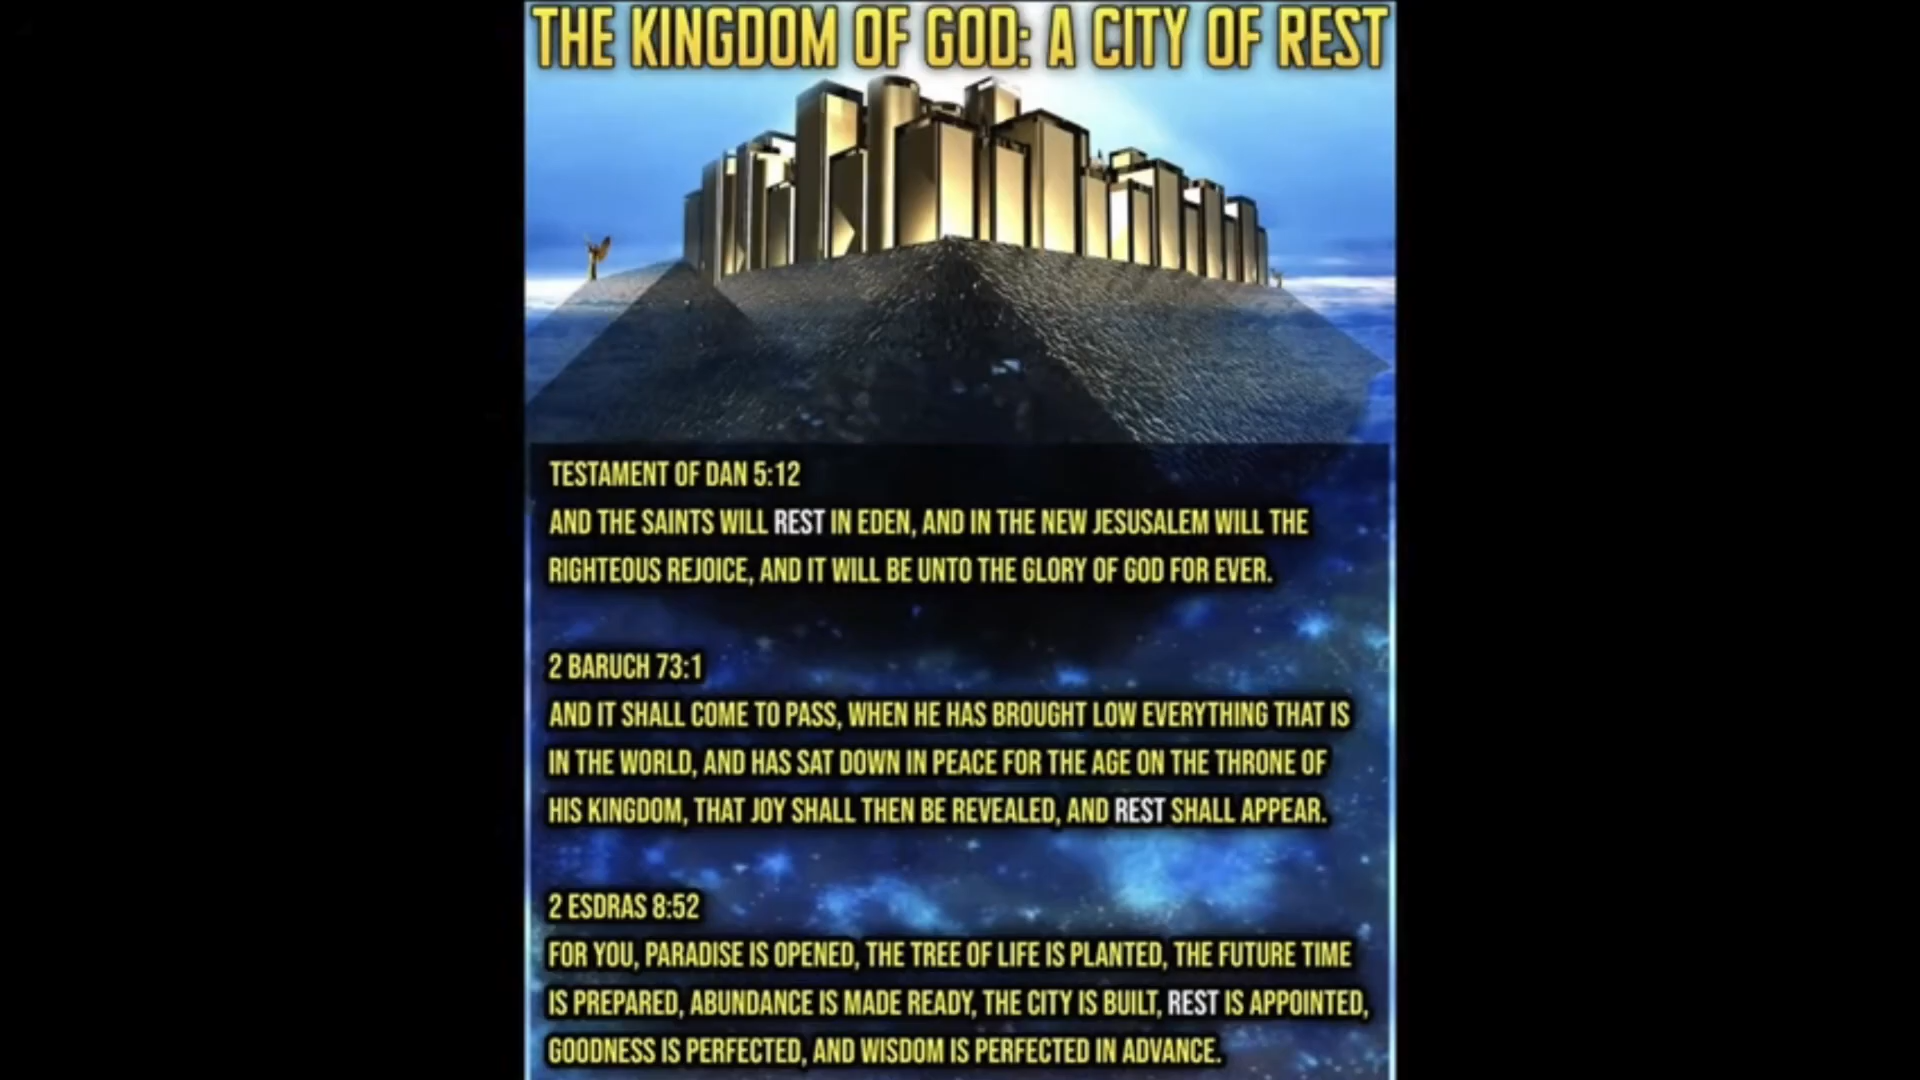 THE KINGDOM OF GOD: A CITY OF REST
TESTAMENT OF DAN 5:12
AND THE SAINTS WILL REST IN EDEN, AND IN THE NEW JESUSALEM WILL THE
RIGHTEOUS REJOICE, AND IT WILL BE UNTO THE GLORY OF GOD FOR EVER.
2 BARUCH 73:1
AND IT SHALL COME TO PASS, WHEN HE HAS BROUGHT LOW EVERYTHING THAT IS
IN THE WORLD, AND HAS SAT DOWN IN PEACE FOR THE AGE ON THE THRONE OF
HIS KINGDOM, THAT JOY SHALL THEN BE REVEALED, AND REST SHALL APPEAR.
2 ESDRAS 8:52
FOR YOU, PARADISE IS OPENED, THE TREE OF LIFE IS PLANTED, THE FUTURE TIME
IS PREPARED, ABUNDANCE IS MADE READY, THE CITY IS BUILT, REST IS APPOINTED,
GOODNESS IS PERFECTED, AND WISDOM IS PERFECTED IN ADVANCE.